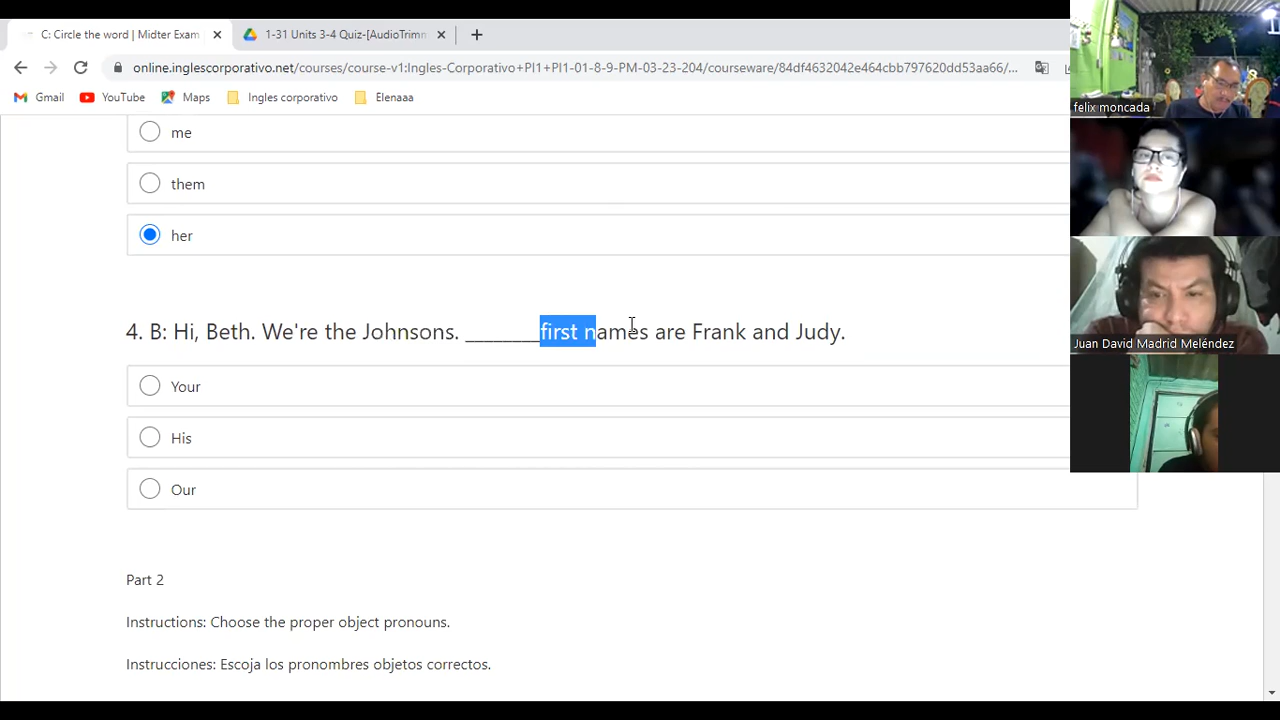 C: Circle the word | Midter Exam
1-31 Units 3-4 Quiz-[AudioTrimm
online.inglescorporativo.net/courses/course-v1:Ingles-Corporativo+PI1+PI1-01-8-9-PM-03-23-204/courseware/84df4632042e464cbb797620dd53aa66/...
Gmail YouTube Maps Ingles corporativo Elenaaa
felix moncada
me
them
her
4. B: Hi, Beth. We're the Johnsons. ________first names are Frank and Judy.
Juan David Madrid Meléndez
Your
His
Our
Part 2
Instructions: Choose the proper object pronouns.
Instrucciones: Escoja los pronombres objetos correctos.